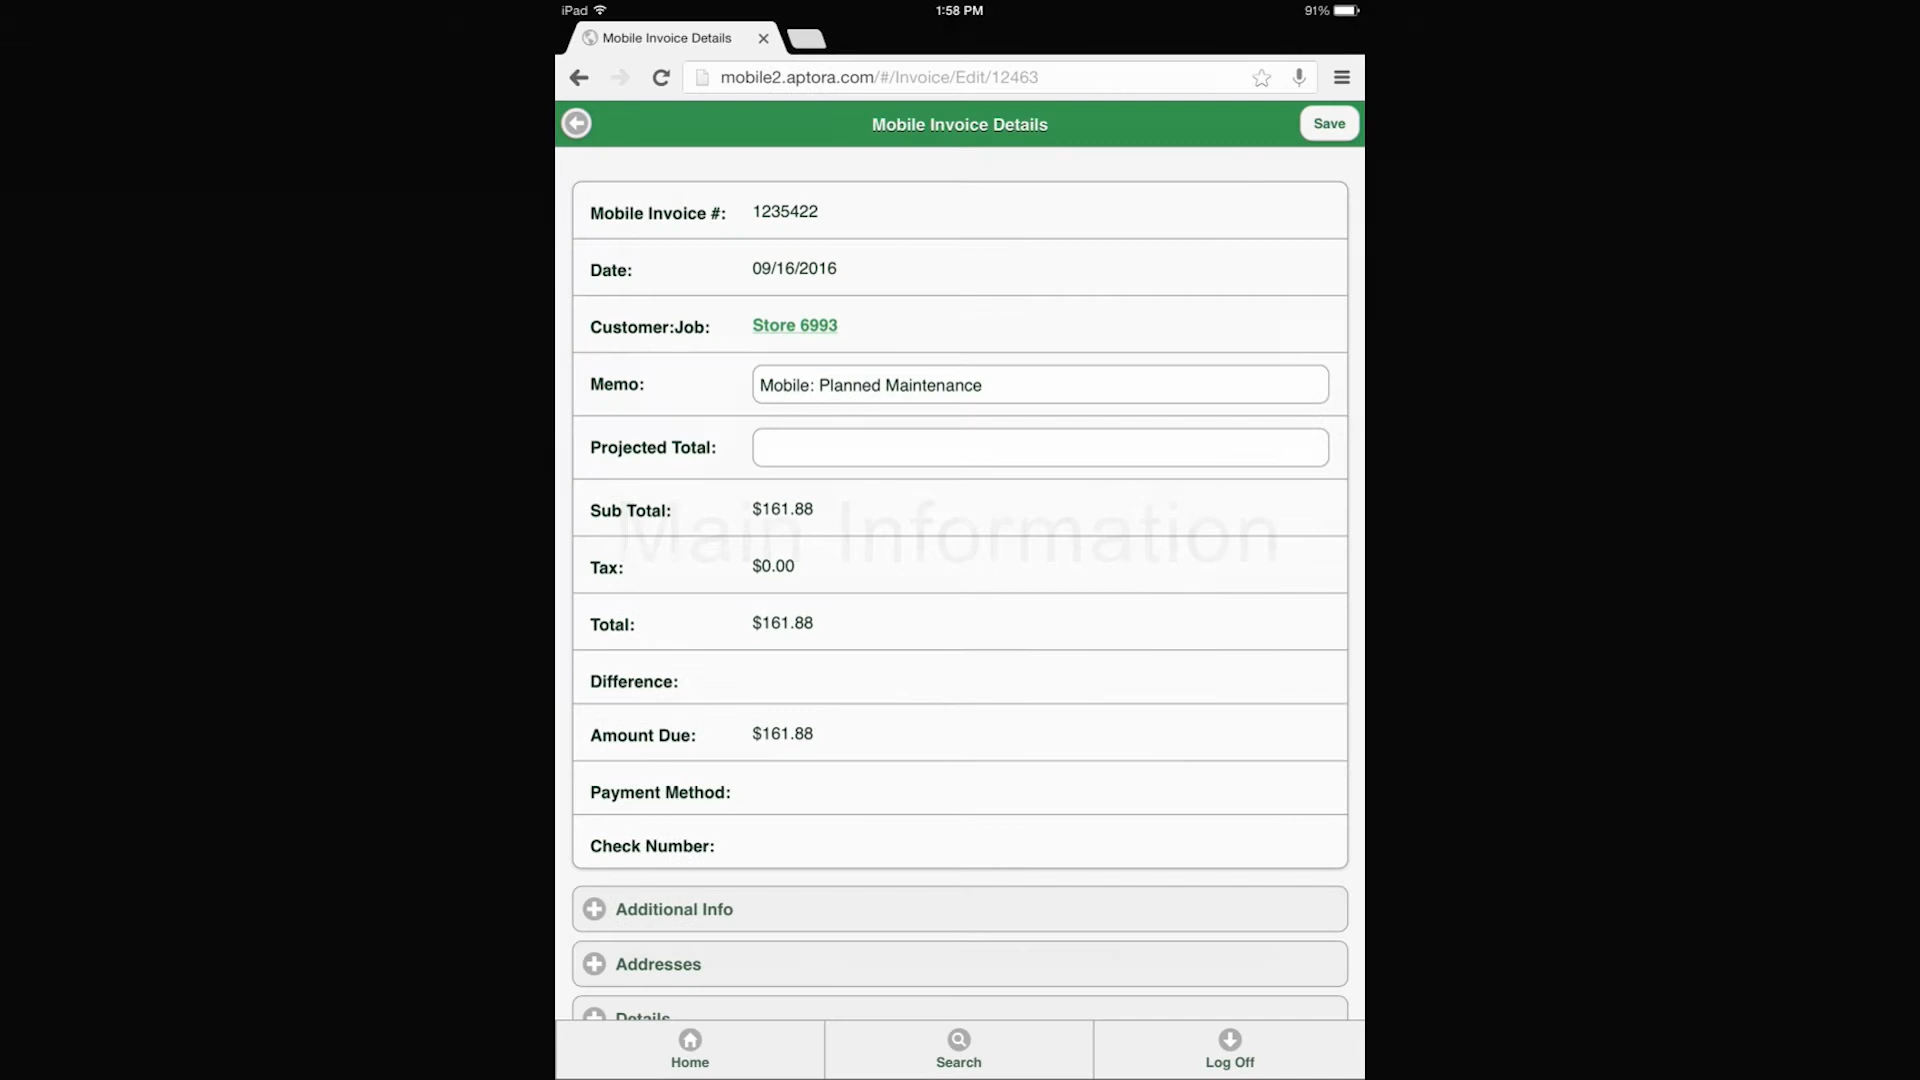 iPad 1:58 PM 91%
Mobile Invoice Details
mobile2.aptora.com/#/Invoice/Edit/12463
Mobile Invoice Details Save
Mobile Invoice #: 1235422
Date: 09/16/2016
Customer:Job: Store 6993
Memo: Mobile: Planned Maintenance
Projected Total:
Sub Total: $161.88
Main Information
Tax: $0.00
Total: $161.88
Difference:
Amount Due: $161.88
Payment Method:
Check Number:
Additional Info
Addresses
Details
Home Search Log Off